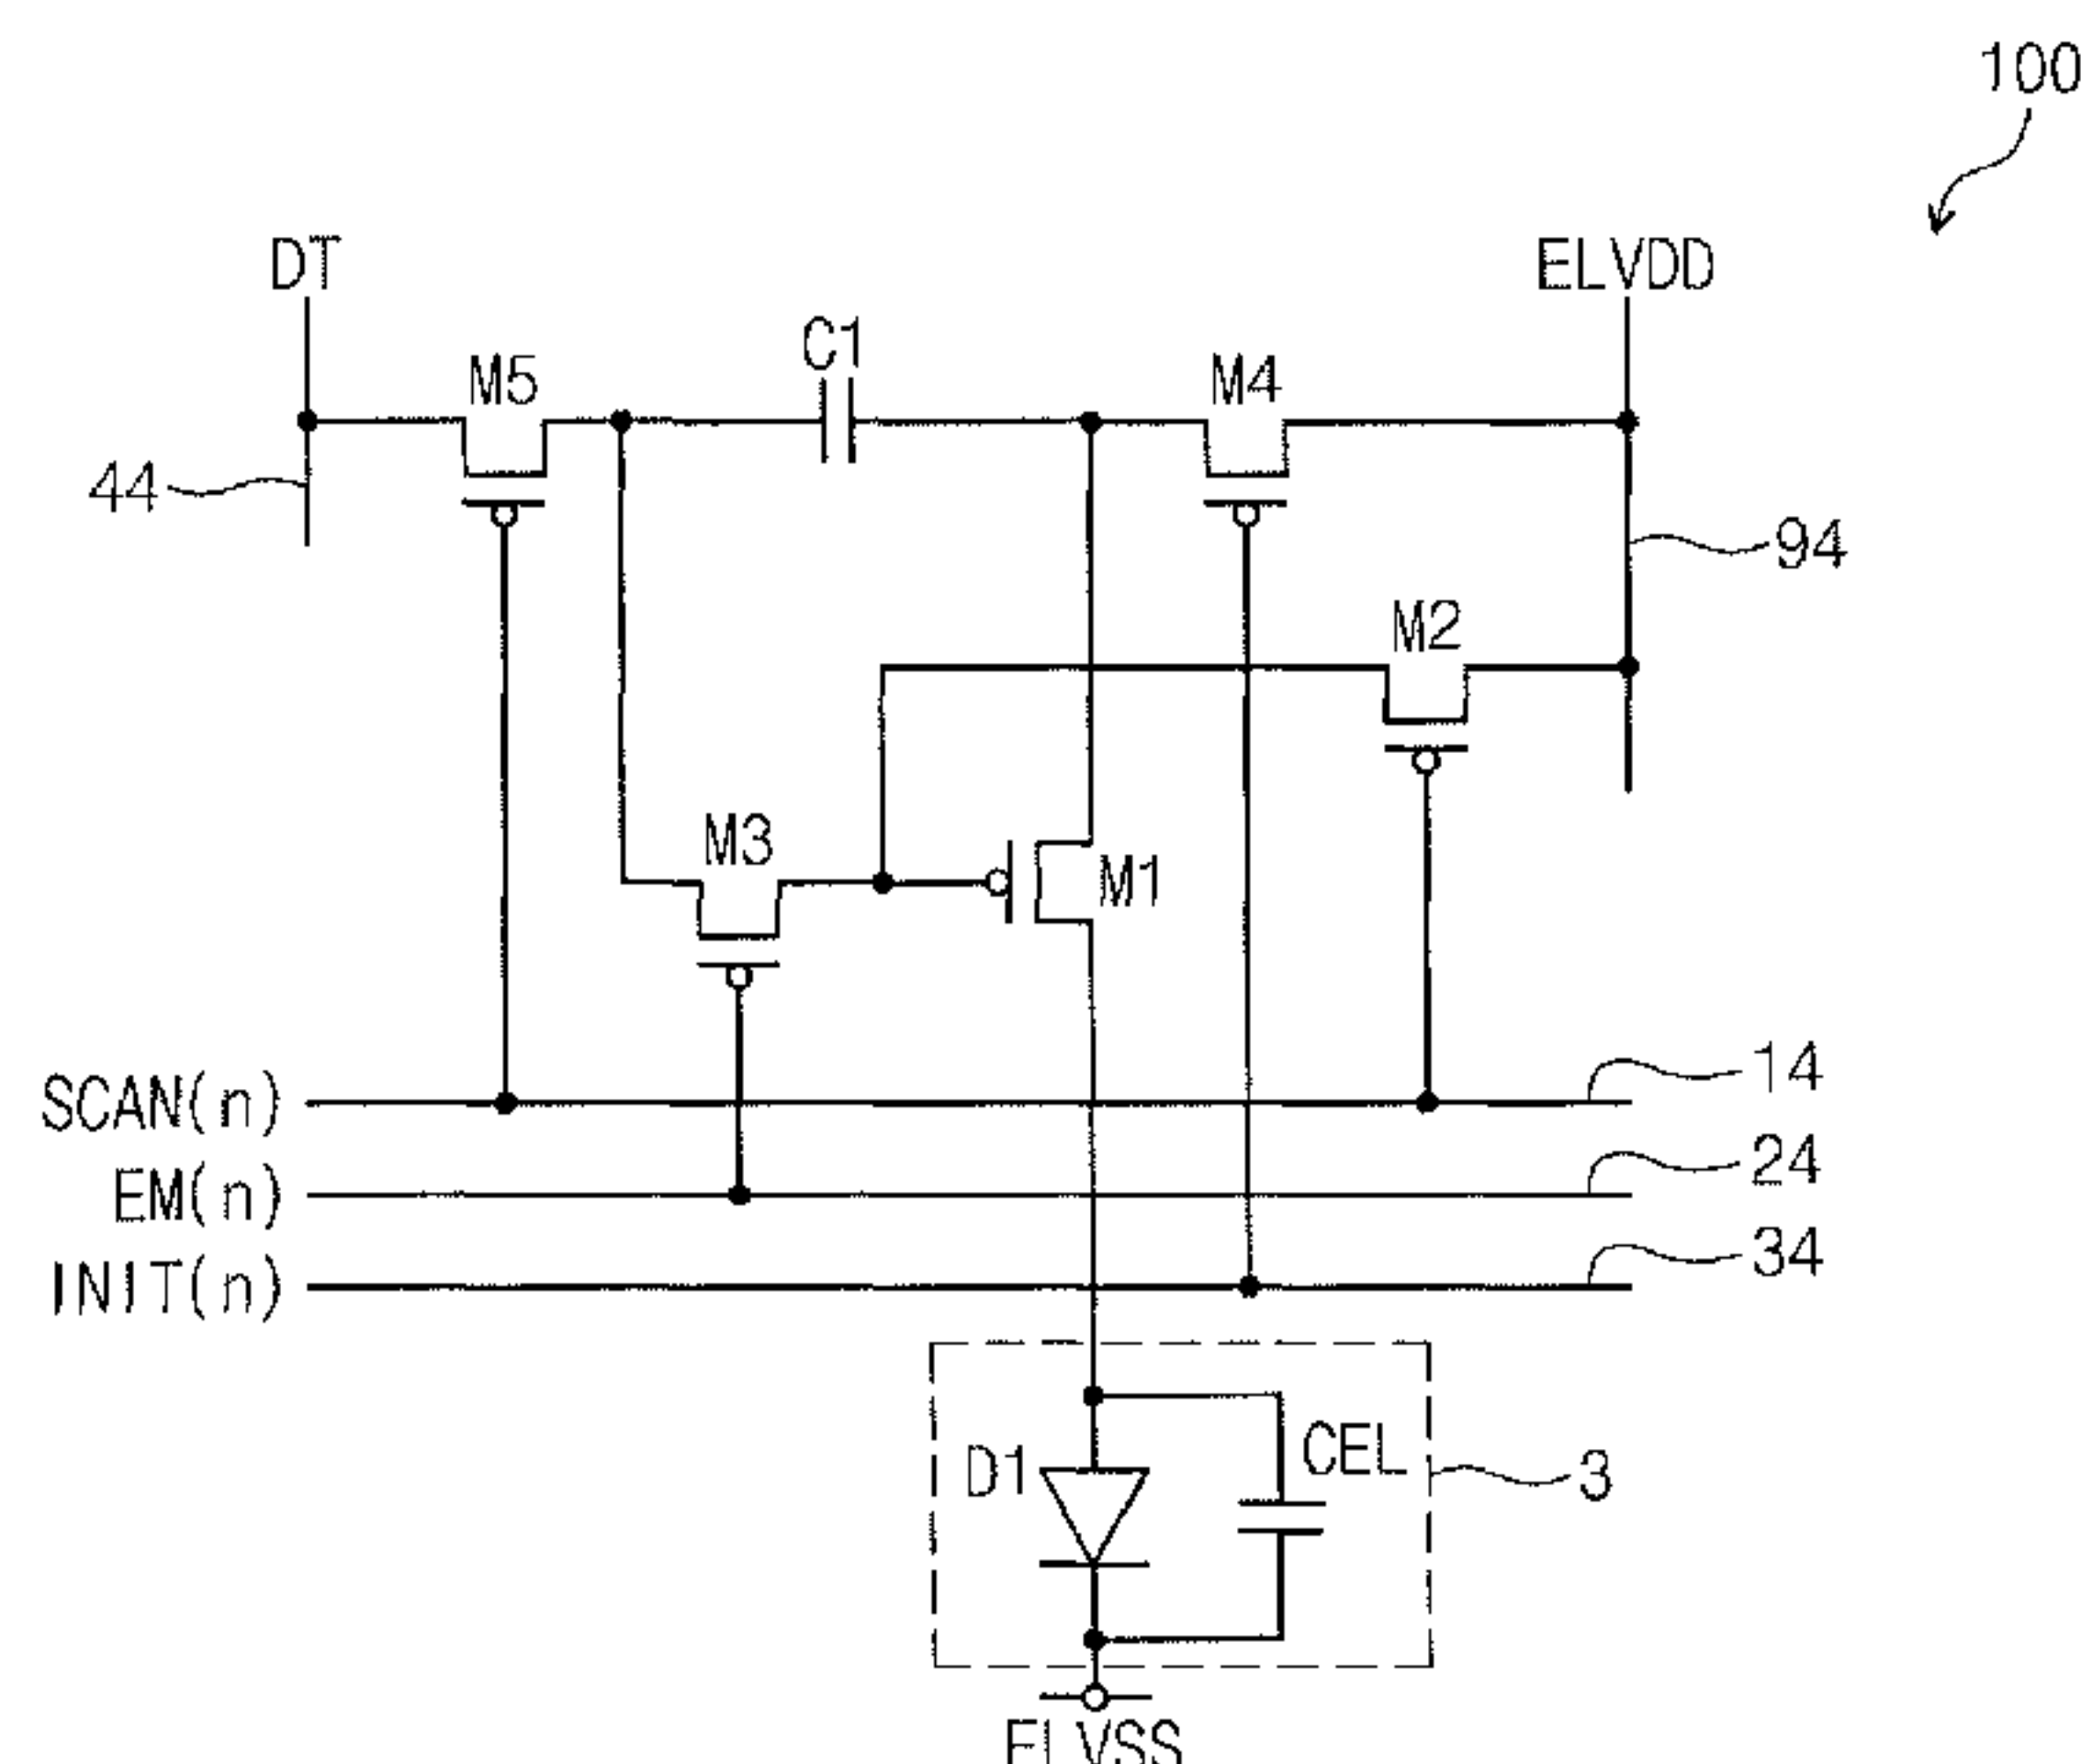 100
DT
ELVDD
C1
M5
M4
44
94
M2
M3
M1
SCAN(n)
14
EM(n)
24
INIT(n)
34
D1
CEL
3
ELVSS